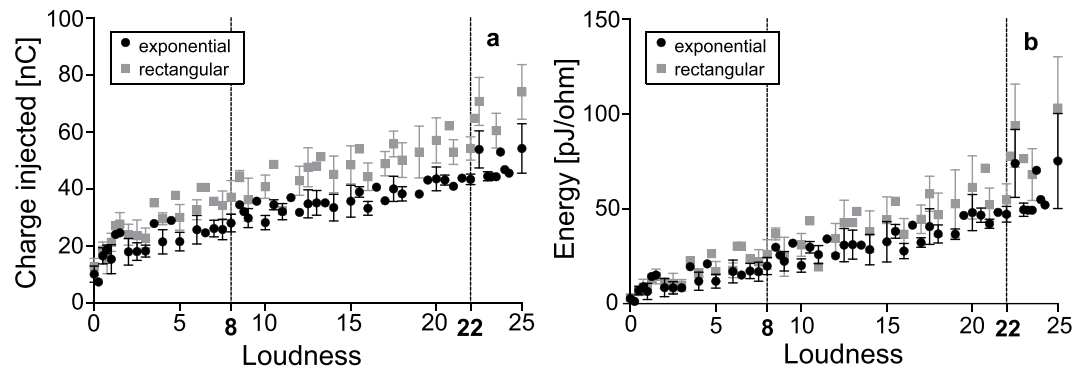 100
80
60
40
20
0
Charge injected [nC]
exponential
rectangular
a
0 5 8 10 15 20 22 25
Loudness
150
100
50
0
Energy [pJ/ohm]
exponential
rectangular
b
0 5 8 10 15 20 22 25
Loudness